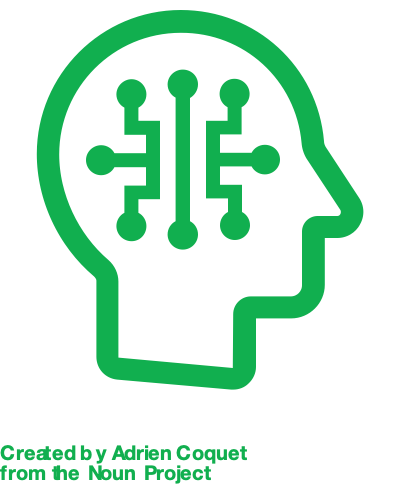 Created by Adrien Coquet
from the Noun Project